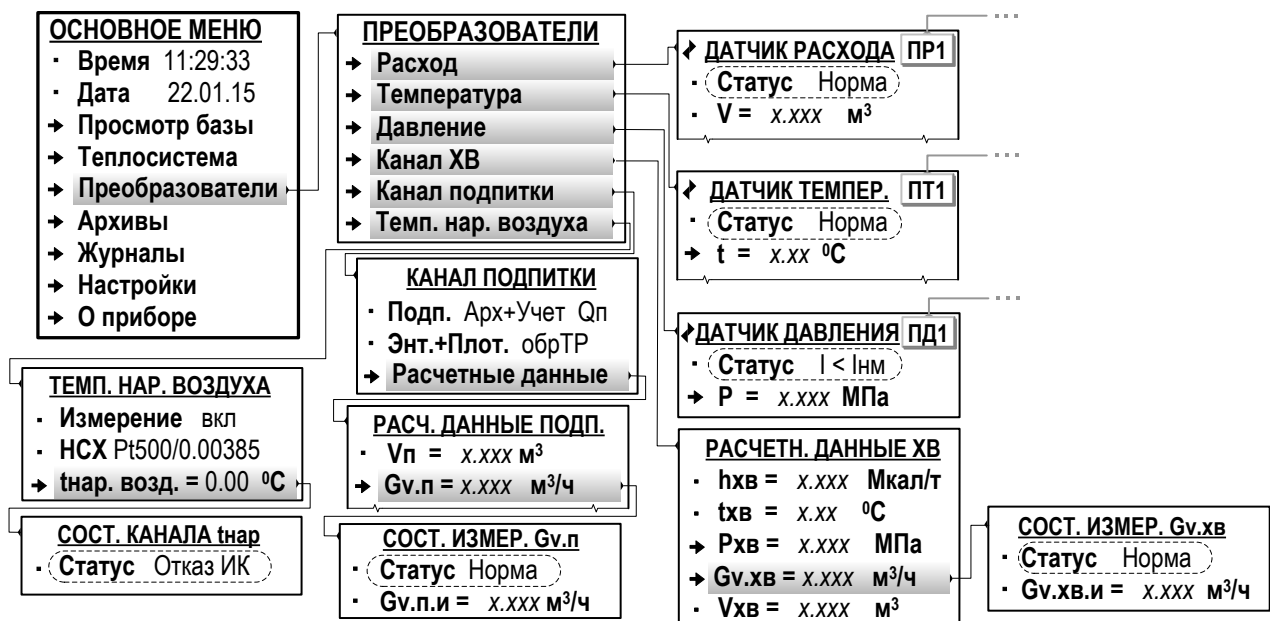 ОСНОВНОЕ МЕНЮ
Время 11:29:33
Дата 22.01.15
Просмотр базы
Теплосистема
Преобразователи
Архивы
Журналы
Настройки
О приборе
ПРЕОБРАЗОВАТЕЛИ
Расход
Температура
Давление
Канал ХВ
Канал подпитки
Темп. нар. воздуха
ДАТЧИК РАСХОДА ПР1
Статус Норма
V = x.xxx м³
ДАТЧИК ТЕМПЕР. ПТ1
Статус Норма
t = x.xx ⁰С
ДАТЧИК ДАВЛЕНИЯ ПД1
Статус I < Iнм
P = x.xxx МПа
КАНАЛ ПОДПИТКИ
Подп. Арх+Учет Qп
Энт.+Плот. обрТР
Расчетные данные
ТЕМП. НАР. ВОЗДУХА
Измерение вкл
НСХ Pt500/0.00385
tнар. возд. = 0.00 ⁰С
СОСТ. КАНАЛА tнар
Статус Отказ ИК
РАСЧ. ДАННЫЕ ПОДП.
Vп = x.xxx м³
Gv.п = x.xxx м³/ч
СОСТ. ИЗМЕР. Gv.п
Статус Норма
Gv.п.и = x.xxx м³/ч
РАСЧЕТН. ДАННЫЕ ХВ
hхв = x.xxx Мкал/т
tхв = x.xx ⁰С
Pхв = x.xxx МПа
Gv.хв = x.xxx м³/ч
Vхв = x.xxx м³
СОСТ. ИЗМЕР. Gv.хв
Статус Норма
Gv.хв.и = x.xxx м³/ч